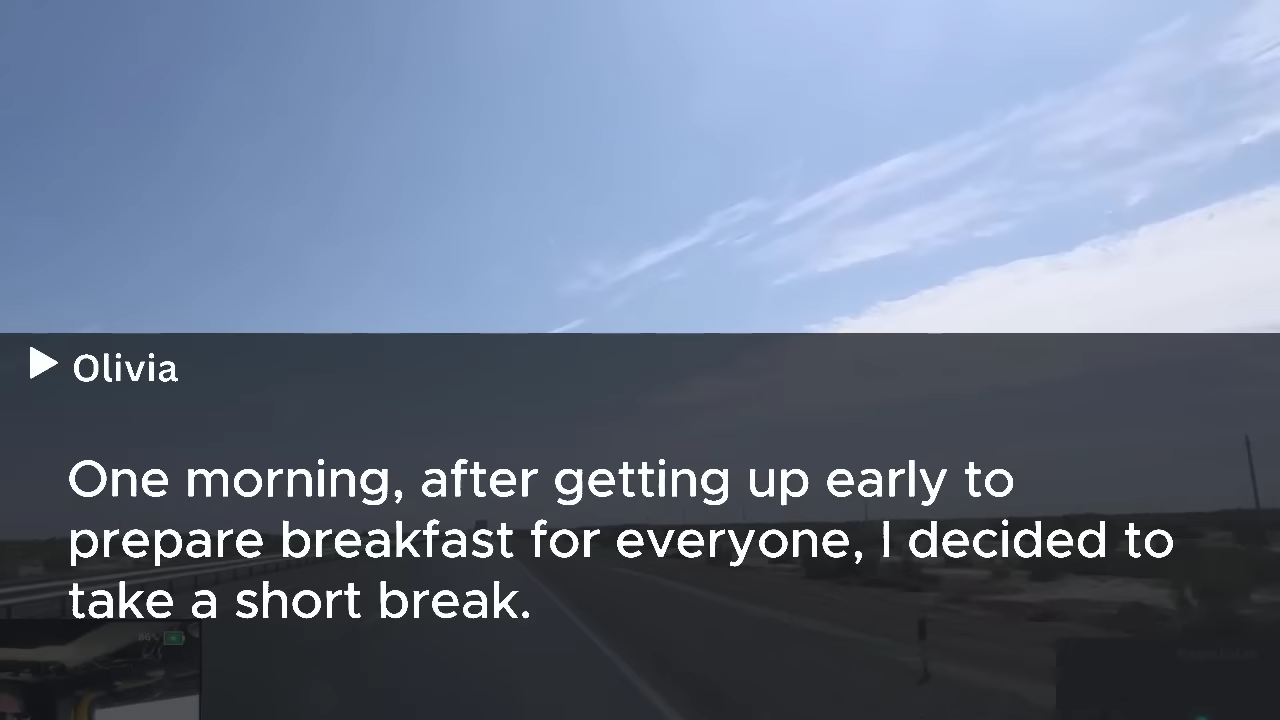 Olivia
One morning, after getting up early to
prepare breakfast for everyone, I decided to
take a short break.